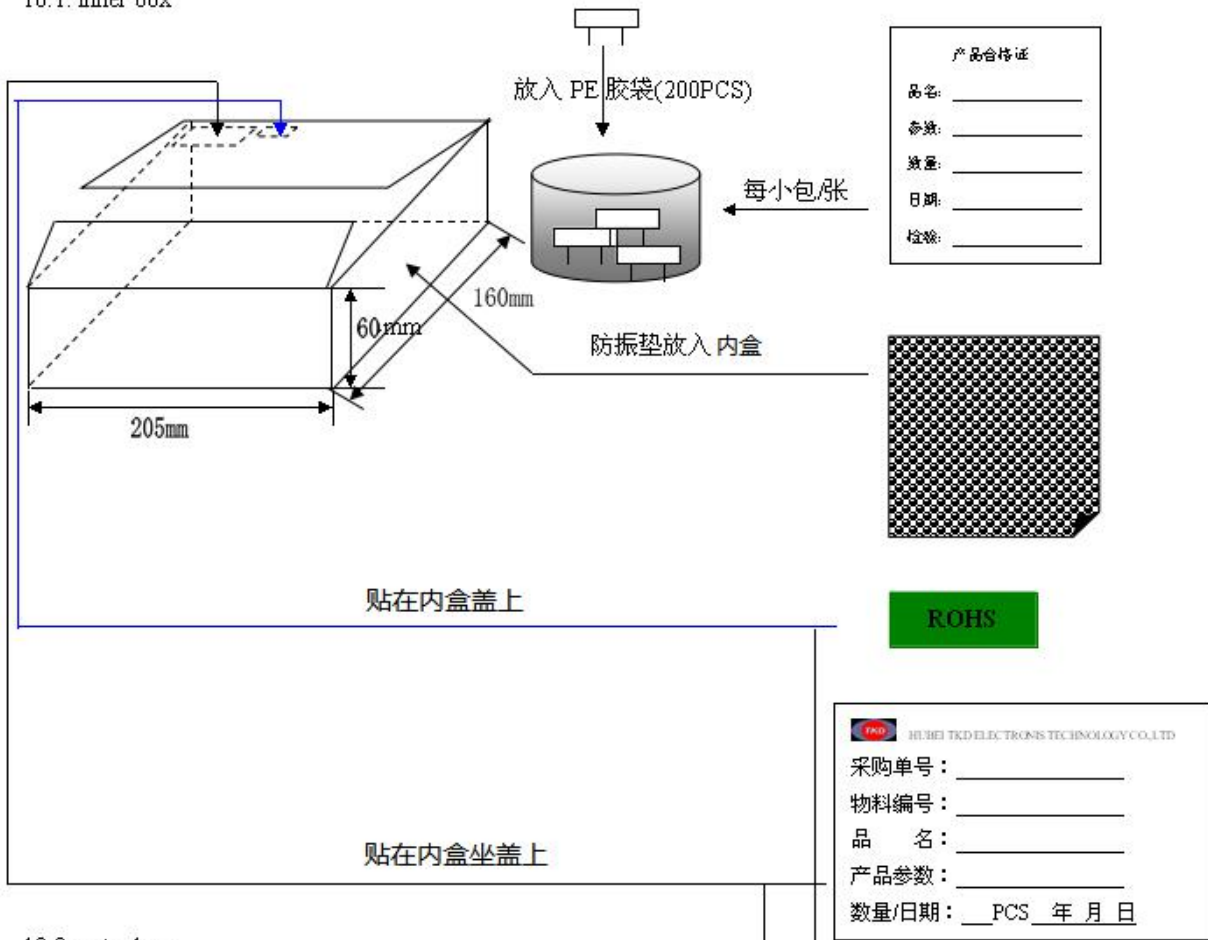 放入 PE 胶袋(200PCS)
产品合格证
品名:
参数:
数量:
日期:
检验:
每小包/张
160mm
60mm
防振垫放入 内盒
205mm
贴在内盒盖上
ROHS
TKD HUBEI TKD ELECTRONIS TECHNOLOGY CO,.LTD
采购单号：
物料编号：
品 名：
产品参数：
贴在内盒坐盖上
数量/日期： PCS 年 月 日